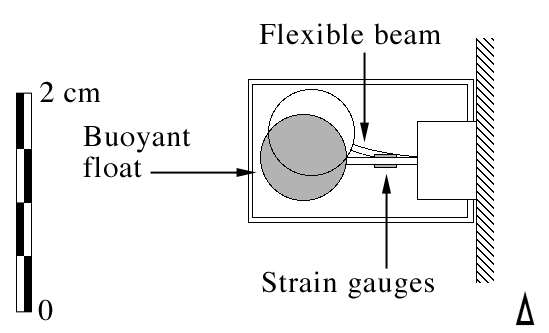 Flexible beam
2 cm
Buoyant
float
Strain gauges
0